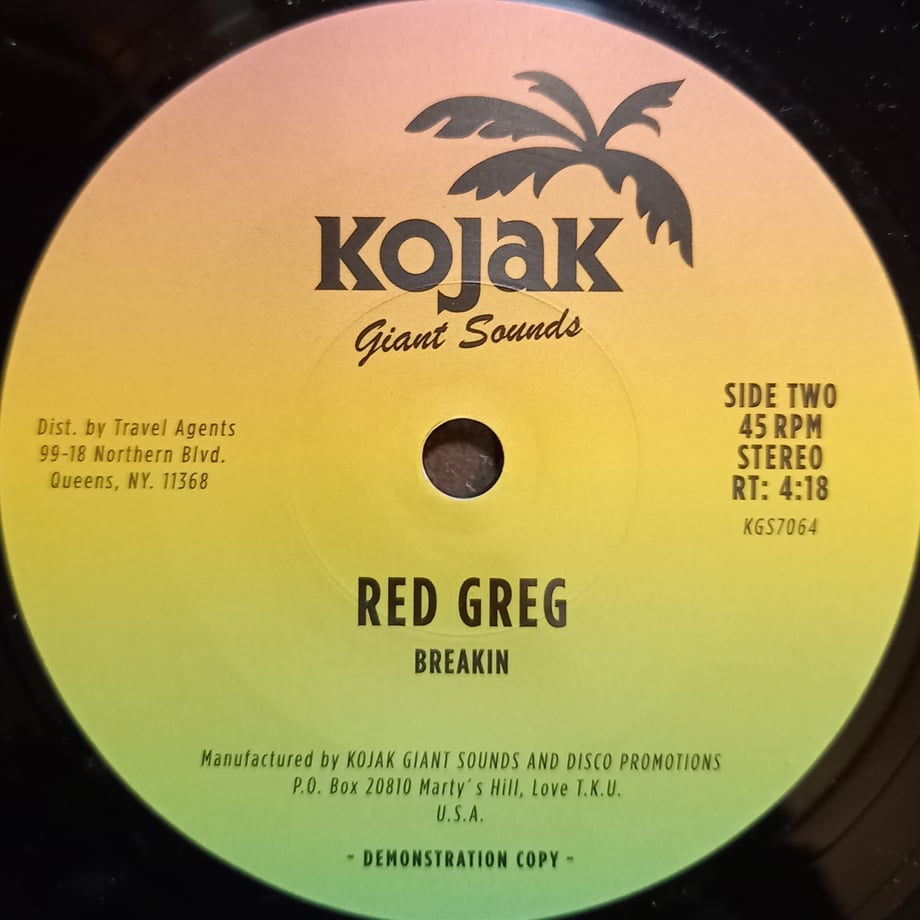 KOJAK
Giant Sounds
Dist. by Travel Agents
99-18 Northern Blvd.
Queens, NY. 11368
SIDE TWO
45 RPM
STEREO
RT: 4:18
KGS7064
RED GREG
BREAKIN
Manufactured by KOJAK GIANT SOUNDS AND DISCO PROMOTIONS
P.O. Box 20810 Marty´s Hill, Love T.K.U.
U.S.A.
- DEMONSTRATION COPY -